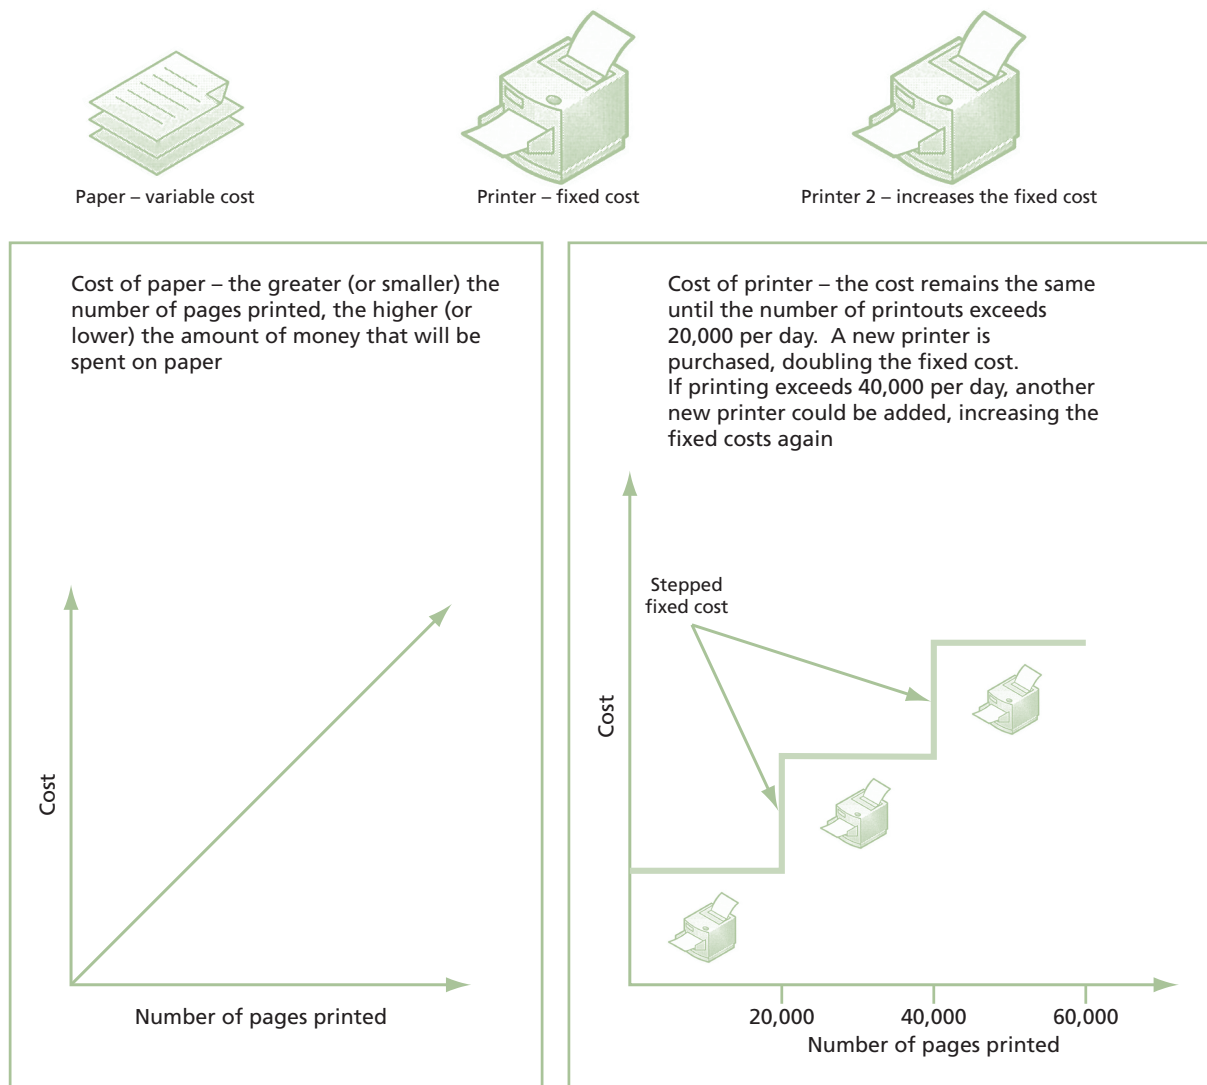 Paper – variable cost
Printer – fixed cost
Printer 2 – increases the fixed cost
Cost of paper – the greater (or smaller) the
number of pages printed, the higher (or
lower) the amount of money that will be
spent on paper
Cost
Number of pages printed
Cost of printer – the cost remains the same
until the number of printouts exceeds
20,000 per day.  A new printer is
purchased, doubling the fixed cost.
If printing exceeds 40,000 per day, another
new printer could be added, increasing the
fixed costs again
Stepped
fixed cost
Cost
20,000
40,000
60,000
Number of pages printed